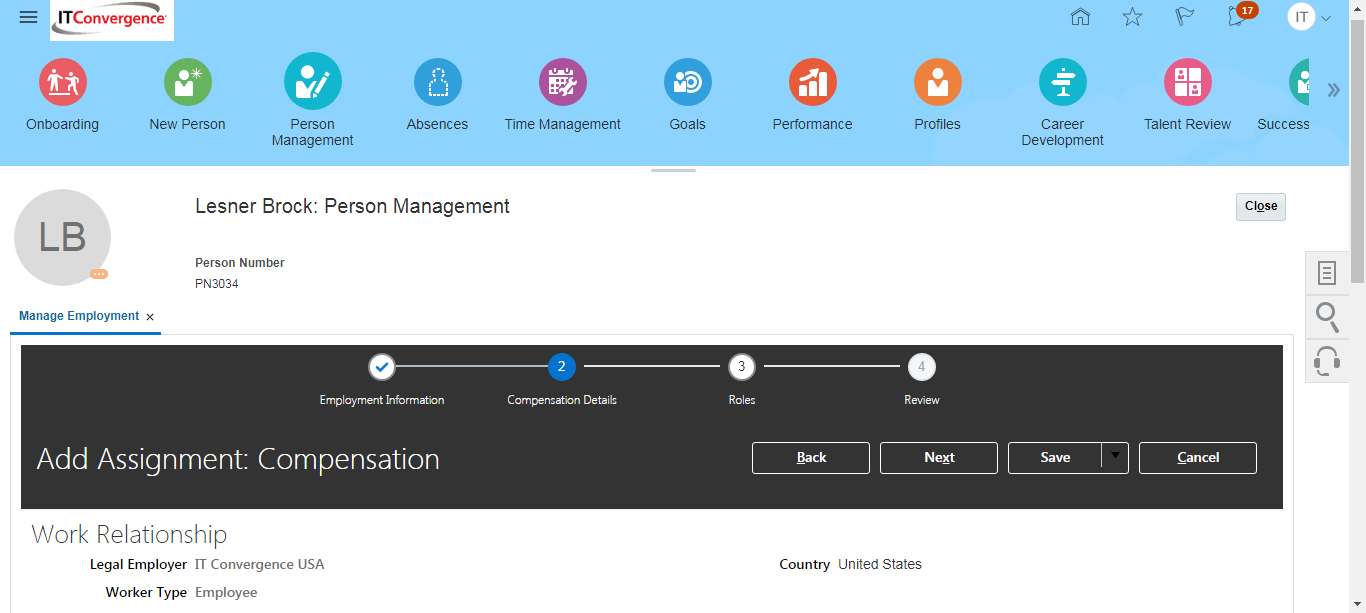 ITConvergence
17
IT
Onboarding
New Person
Person
Management
Absences
Time Management
Goals
Performance
Profiles
Career
Development
Talent Review
Success
LB
Lesner Brock: Person Management
Close
Person Number
PN3034
Manage Employment ×
2
3
4
Employment Information
Compensation Details
Roles
Review
Add Assignment: Compensation
Back
Next
Save
Cancel
Work Relationship
Legal Employer IT Convergence USA
Country United States
Worker Type Employee